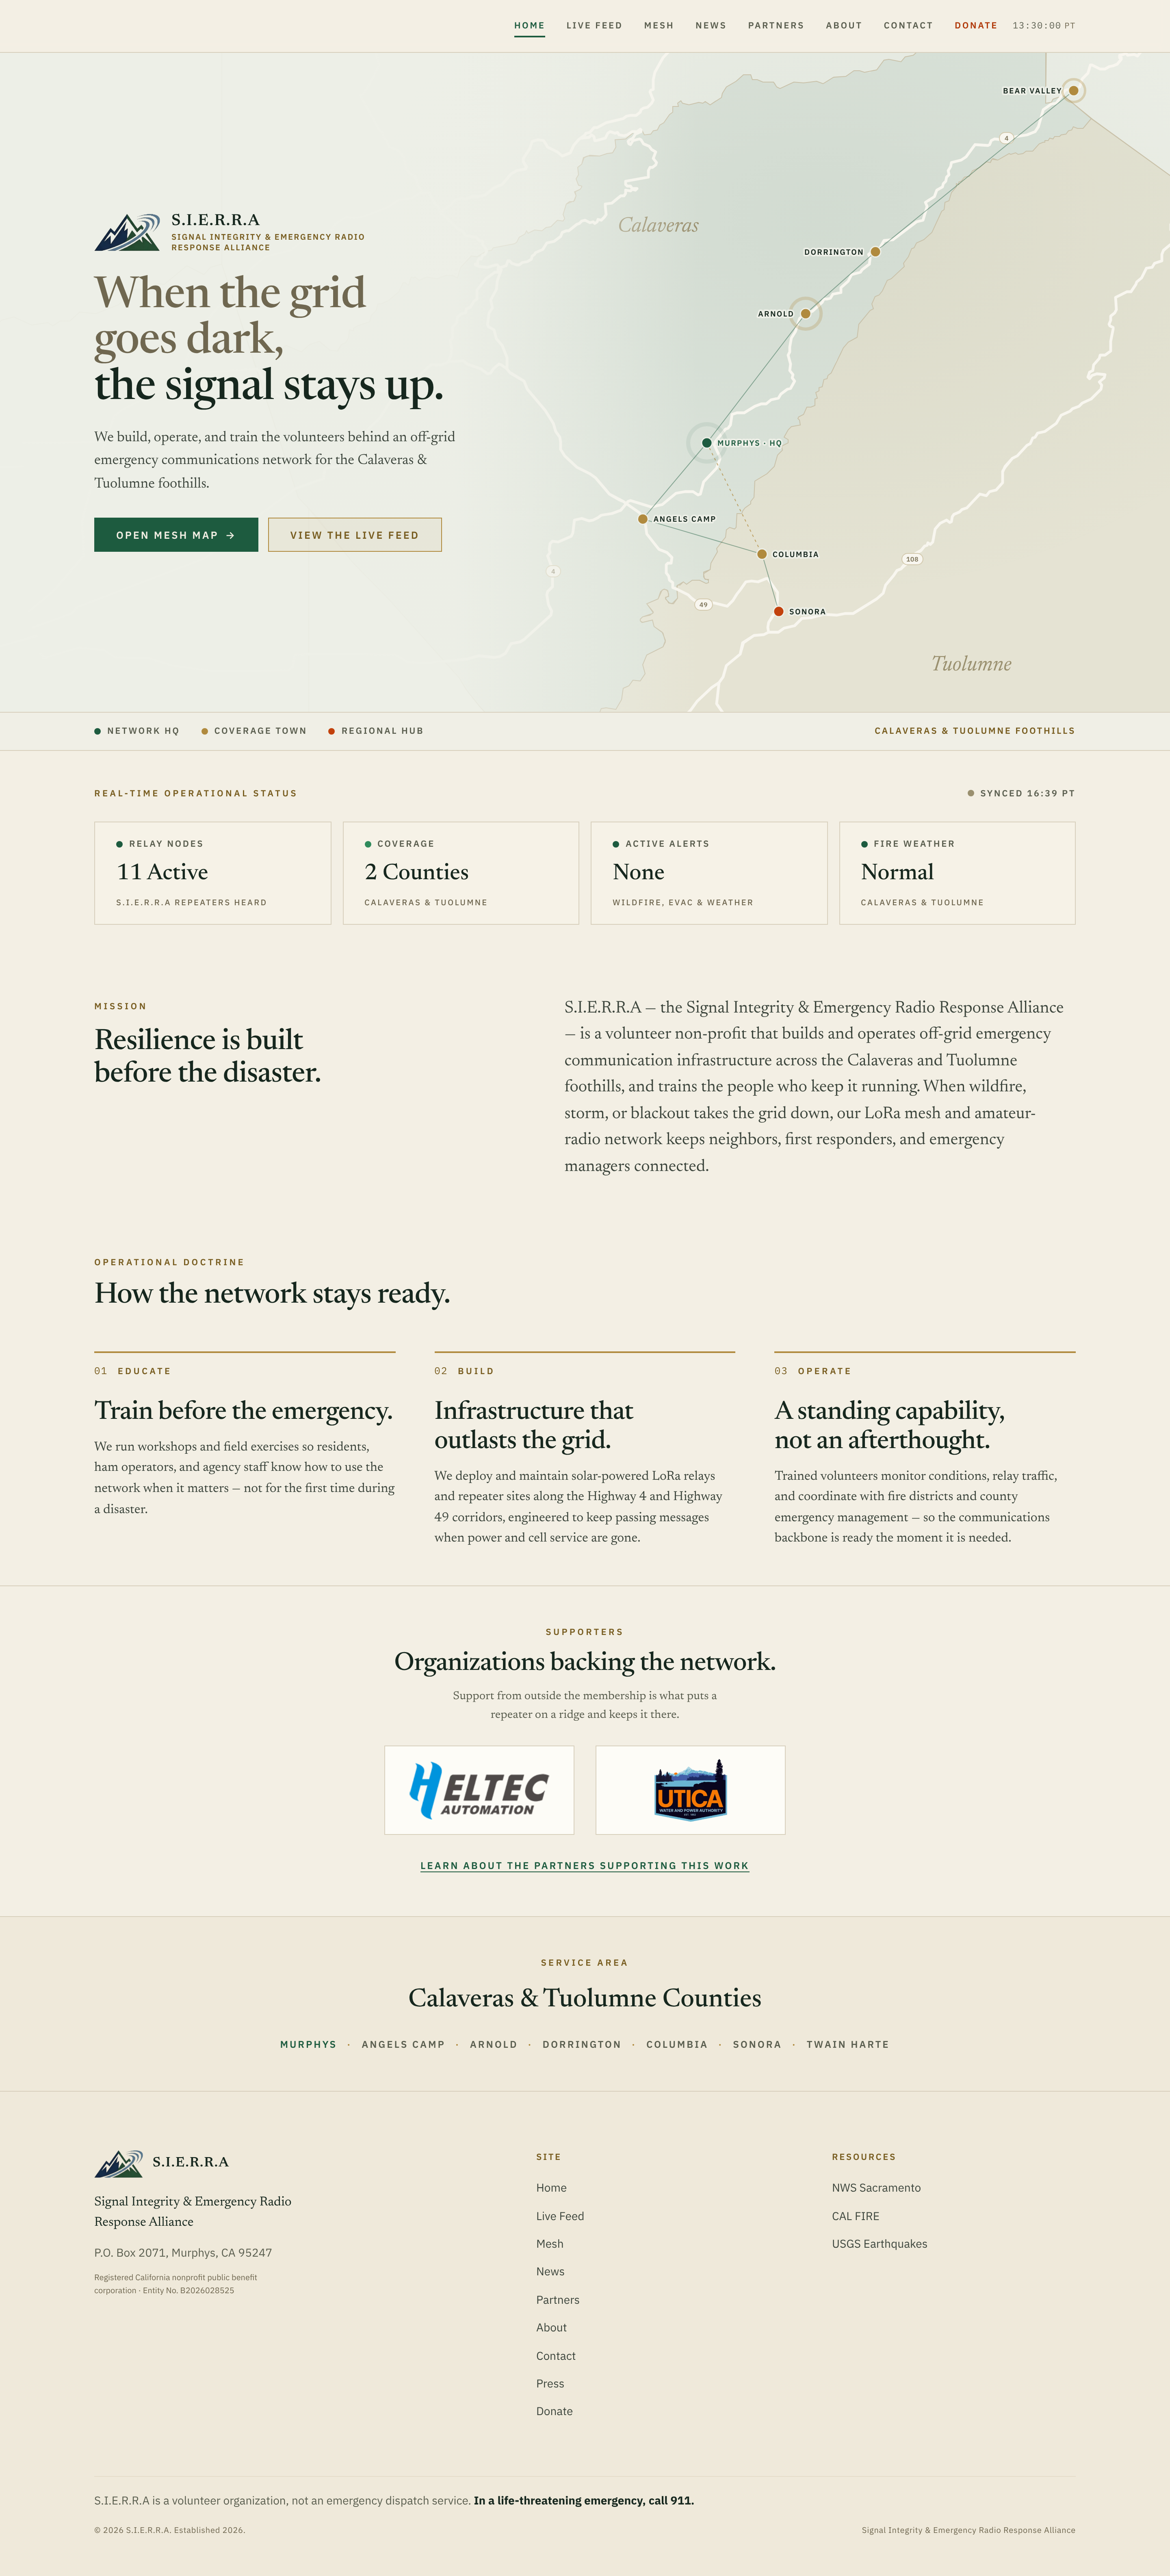 HOME LIVE FEED MESH NEWS PARTNERS ABOUT CONTACT DONATE 13:30:00 PT
BEAR VALLEY
4
Calaveras
DORRINGTON
ARNOLD
MURPHYS · HQ
ANGELS CAMP
COLUMBIA
108
4
49
SONORA
Tuolumne
S.I.E.R.R.A
SIGNAL INTEGRITY & EMERGENCY RADIO
RESPONSE ALLIANCE
When the grid
goes dark,
the signal stays up.
We build, operate, and train the volunteers behind an off-grid
emergency communications network for the Calaveras &
Tuolumne foothills.
OPEN MESH MAP →
VIEW THE LIVE FEED
NETWORK HQ COVERAGE TOWN REGIONAL HUB
CALAVERAS & TUOLUMNE FOOTHILLS
REAL-TIME OPERATIONAL STATUS
SYNCED 16:39 PT
RELAY NODES
11 Active
S.I.E.R.R.A REPEATERS HEARD
COVERAGE
2 Counties
CALAVERAS & TUOLUMNE
ACTIVE ALERTS
None
WILDFIRE, EVAC & WEATHER
FIRE WEATHER
Normal
CALAVERAS & TUOLUMNE
MISSION
Resilience is built
before the disaster.
S.I.E.R.R.A — the Signal Integrity & Emergency Radio Response Alliance
— is a volunteer non-profit that builds and operates off-grid emergency
communication infrastructure across the Calaveras and Tuolumne
foothills, and trains the people who keep it running. When wildfire,
storm, or blackout takes the grid down, our LoRa mesh and amateur-
radio network keeps neighbors, first responders, and emergency
managers connected.
OPERATIONAL DOCTRINE
How the network stays ready.
01 EDUCATE
Train before the emergency.
We run workshops and field exercises so residents,
ham operators, and agency staff know how to use the
network when it matters — not for the first time during
a disaster.
02 BUILD
Infrastructure that
outlasts the grid.
We deploy and maintain solar-powered LoRa relays
and repeater sites along the Highway 4 and Highway
49 corridors, engineered to keep passing messages
when power and cell service are gone.
03 OPERATE
A standing capability,
not an afterthought.
Trained volunteers monitor conditions, relay traffic,
and coordinate with fire districts and county
emergency management — so the communications
backbone is ready the moment it is needed.
SUPPORTERS
Organizations backing the network.
Support from outside the membership is what puts a
repeater on a ridge and keeps it there.
HELTEC
AUTOMATION
UTICA
WATER AND POWER AUTHORITY
LEARN ABOUT THE PARTNERS SUPPORTING THIS WORK
SERVICE AREA
Calaveras & Tuolumne Counties
MURPHYS · ANGELS CAMP · ARNOLD · DORRINGTON · COLUMBIA · SONORA · TWAIN HARTE
S.I.E.R.R.A
Signal Integrity & Emergency Radio
Response Alliance
P.O. Box 2071, Murphys, CA 95247
Registered California nonprofit public benefit
corporation · Entity No. B2026028525
SITE
Home
Live Feed
Mesh
News
Partners
About
Contact
Press
Donate
RESOURCES
NWS Sacramento
CAL FIRE
USGS Earthquakes
S.I.E.R.R.A is a volunteer organization, not an emergency dispatch service. In a life-threatening emergency, call 911.
© 2026 S.I.E.R.R.A. Established 2026.
Signal Integrity & Emergency Radio Response Alliance